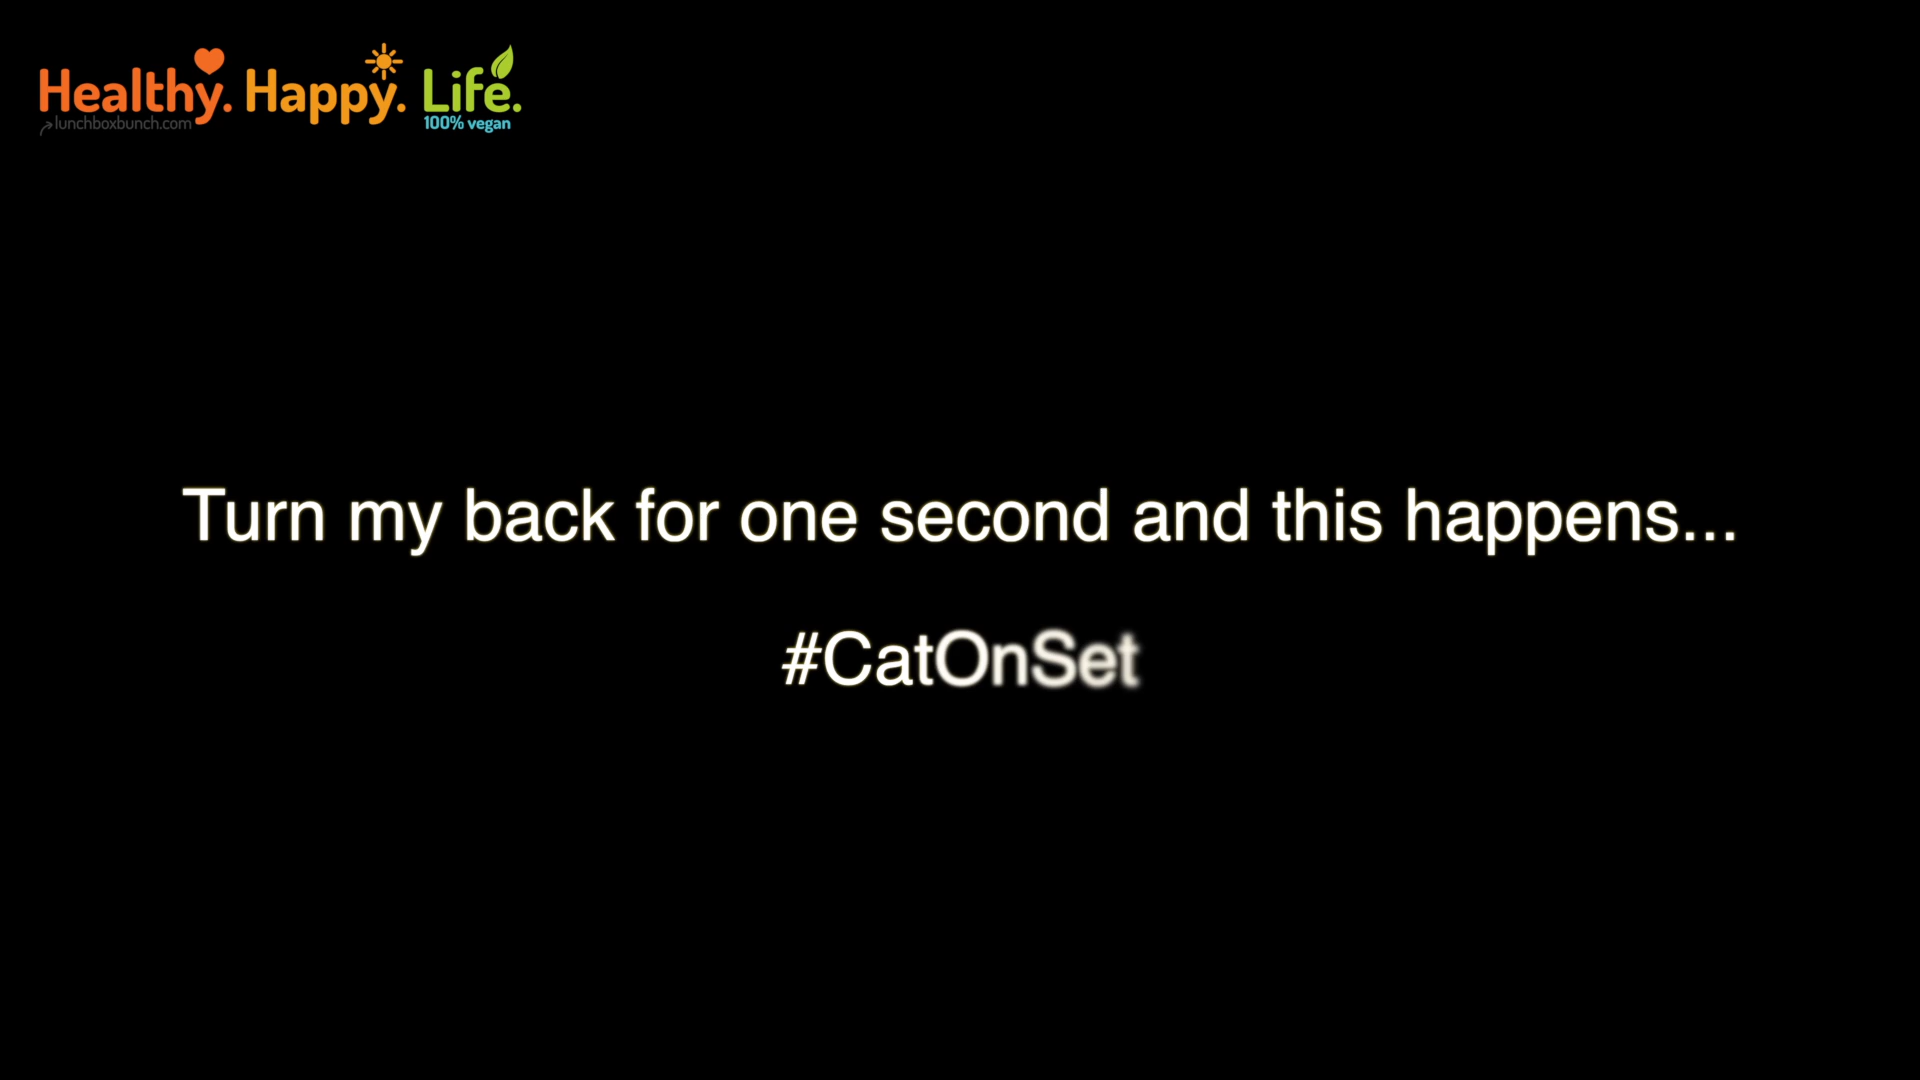 Healthy. Happy. Life.
lunchboxbunch.com
100% vegan
Turn my back for one second and this happens...
#CatOnSet